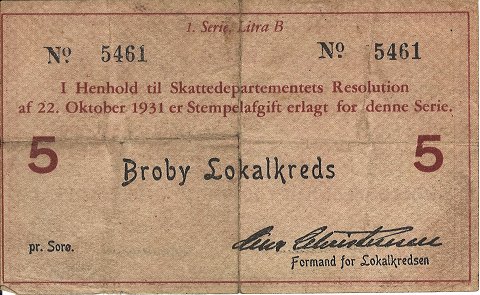 1. Serie, Litra B
Nº 5461 Nº 5461
I Henhold til Skattedepartementets Resolution
af 22. Oktober 1931 er Stempelafgift erlagt for denne Serie.
5 5
Broby Lokalkreds
Christensen
pr. Sorø.
Formand for Lokalkredsen